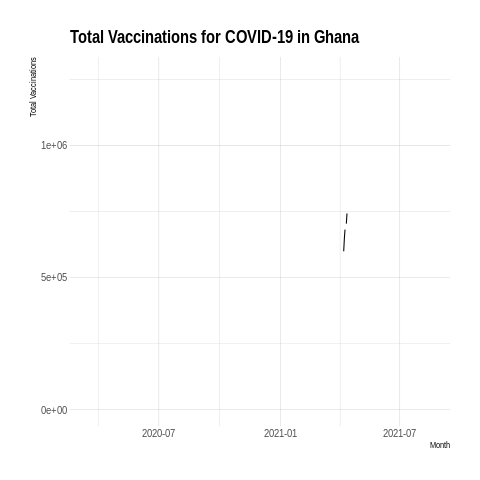 Total Vaccinations for COVID-19 in Ghana
Total Vaccinations
1e+06
5e+05
0e+00
2020-07
2021-01
2021-07
Month